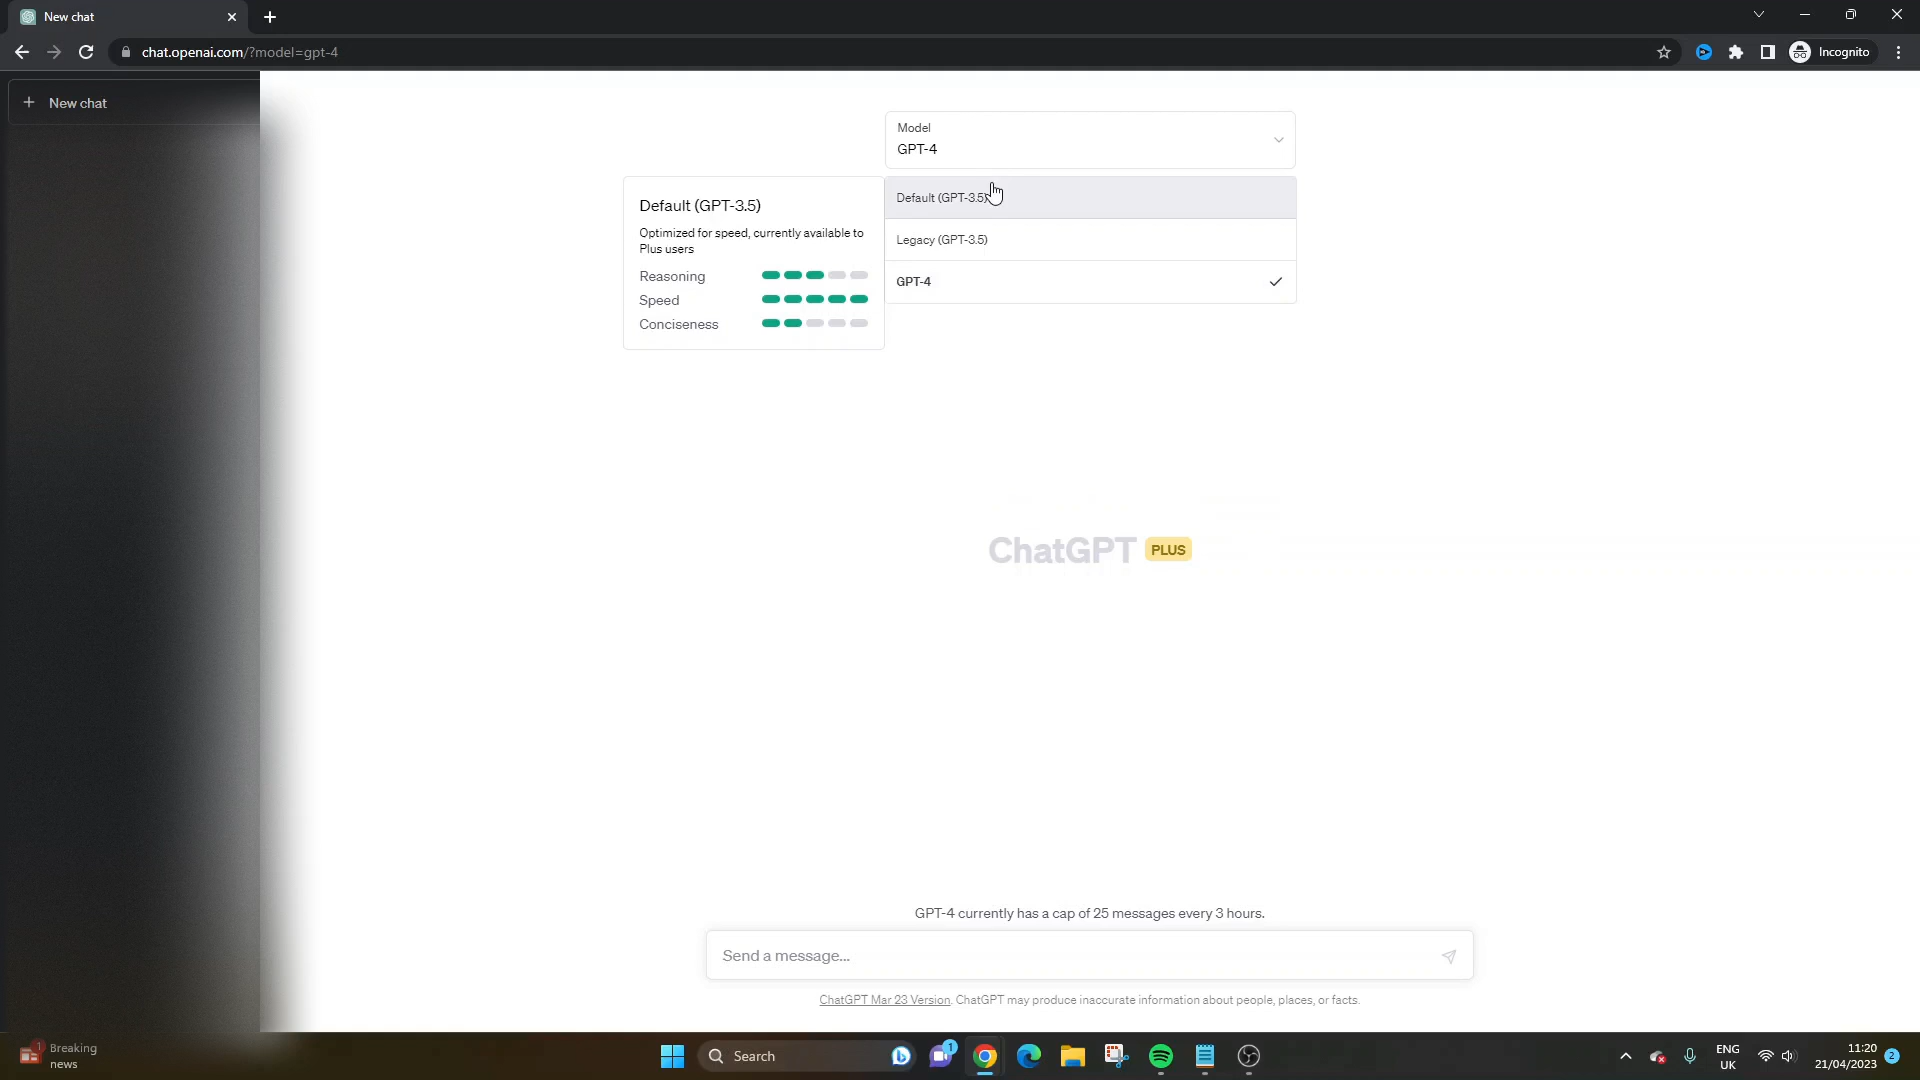 New chat
chat.openai.com/?model=gpt-4
Incognito
New chat
Model
GPT-4
Default (GPT-3.5)
Legacy (GPT-3.5)
GPT-4
Default (GPT-3.5)
Optimized for speed, currently available to
Plus users
Reasoning
Speed
Conciseness
ChatGPT PLUS
GPT-4 currently has a cap of 25 messages every 3 hours.
Send a message...
ChatGPT Mar 23 Version. ChatGPT may produce inaccurate information about people, places, or facts.
1
Breaking
news
Search
1
ENG
UK
11:20
21/04/2023
2